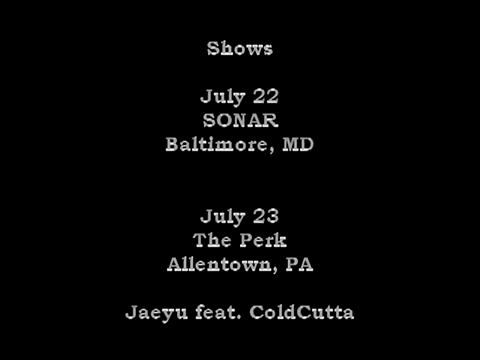 Shows
July 22
SONAR
Baltimore, MD
July 23
The Perk
Allentown, PA
Jaeyu feat. ColdCutta